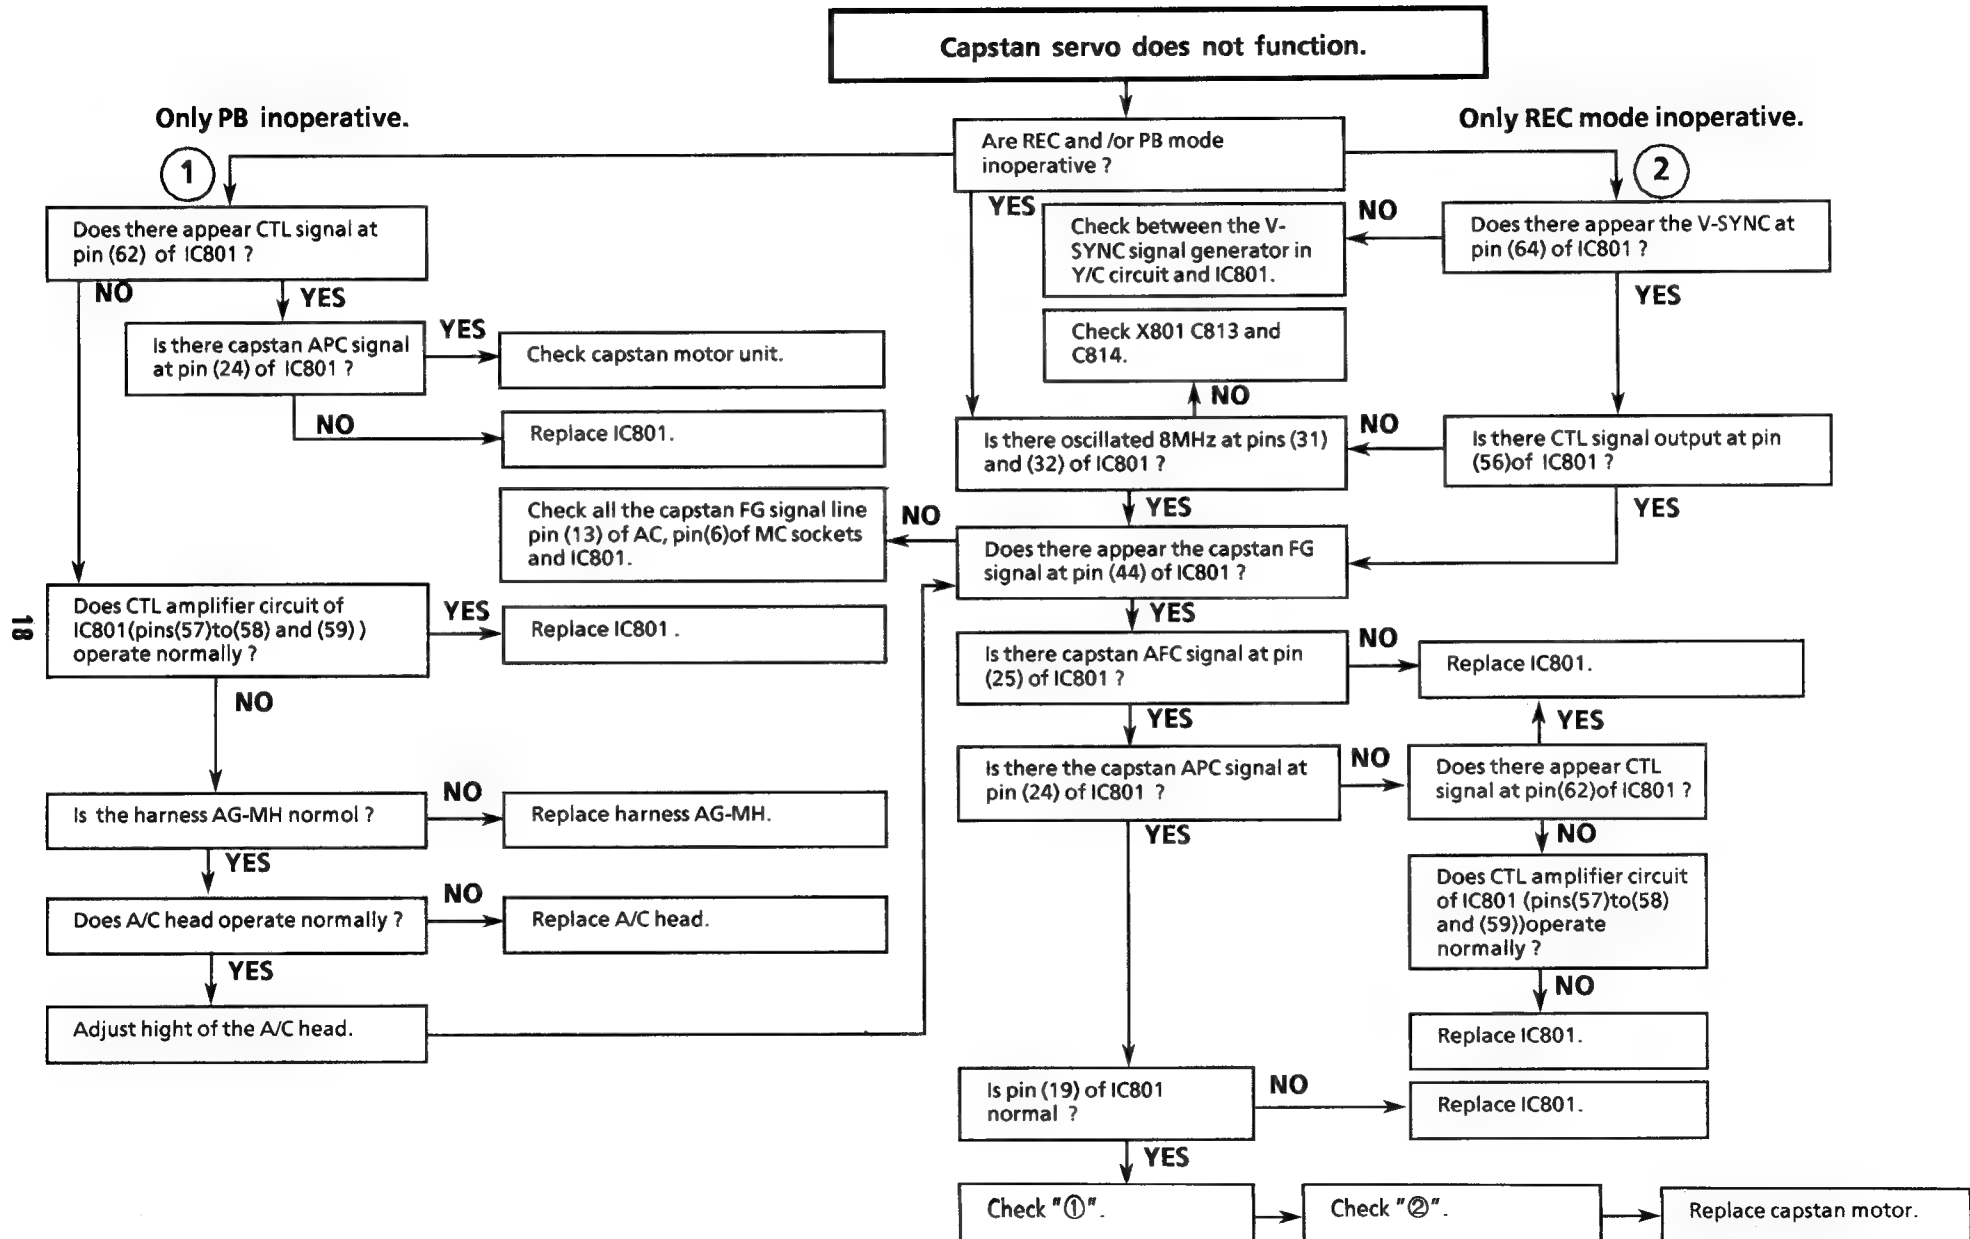 Capstan servo does not function.
Only PB inoperative.
Only REC mode inoperative.
Are REC and /or PB mode
inoperative ?
1
2
YES
Does there appear CTL signal at
pin (62) of IC801 ?
NO
YES
Is there capstan APC signal
at pin (24) of IC801 ?
YES
Check capstan motor unit.
NO
Replace IC801.
Check between the V-
SYNC signal generator in
Y/C circuit and IC801.
NO
Does there appear the V-SYNC at
pin (64) of IC801 ?
YES
Check X801 C813 and
C814.
NO
Is there oscillated 8MHz at pins (31)
and (32) of IC801 ?
NO
Is there CTL signal output at pin
(56)of IC801 ?
YES
YES
Check all the capstan FG signal line
pin (13) of AC, pin(6)of MC sockets
and IC801.
NO
Does there appear the capstan FG
signal at pin (44) of IC801 ?
YES
18
Does CTL amplifier circuit of
IC801(pins(57)to(58) and (59) )
operate normally ?
YES
Replace IC801 .
NO
Is there capstan AFC signal at pin
(25) of IC801 ?
NO
Replace IC801.
YES
YES
Is there the capstan APC signal at
pin (24) of IC801 ?
NO
Does there appear CTL
signal at pin(62)of IC801 ?
YES
NO
Is the harness AG-MH normol ?
NO
Replace harness AG-MH.
YES
Does CTL amplifier circuit
of IC801 (pins(57)to(58)
and (59))operate
normally ?
Does A/C head operate normally ?
NO
Replace A/C head.
YES
NO
Adjust hight of the A/C head.
Replace IC801.
Is pin (19) of IC801
normal ?
NO
Replace IC801.
YES
Check "①".
Check "②".
Replace capstan motor.